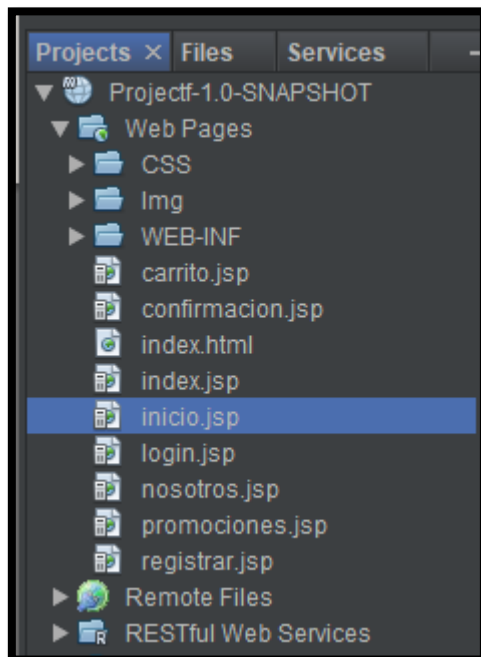 Projects × Files Services
Projectf-1.0-SNAPSHOT
Web Pages
CSS
Img
WEB-INF
carrito.jsp
confirmacion.jsp
index.html
index.jsp
inicio.jsp
login.jsp
nosotros.jsp
promociones.jsp
registrar.jsp
Remote Files
RESTful Web Services